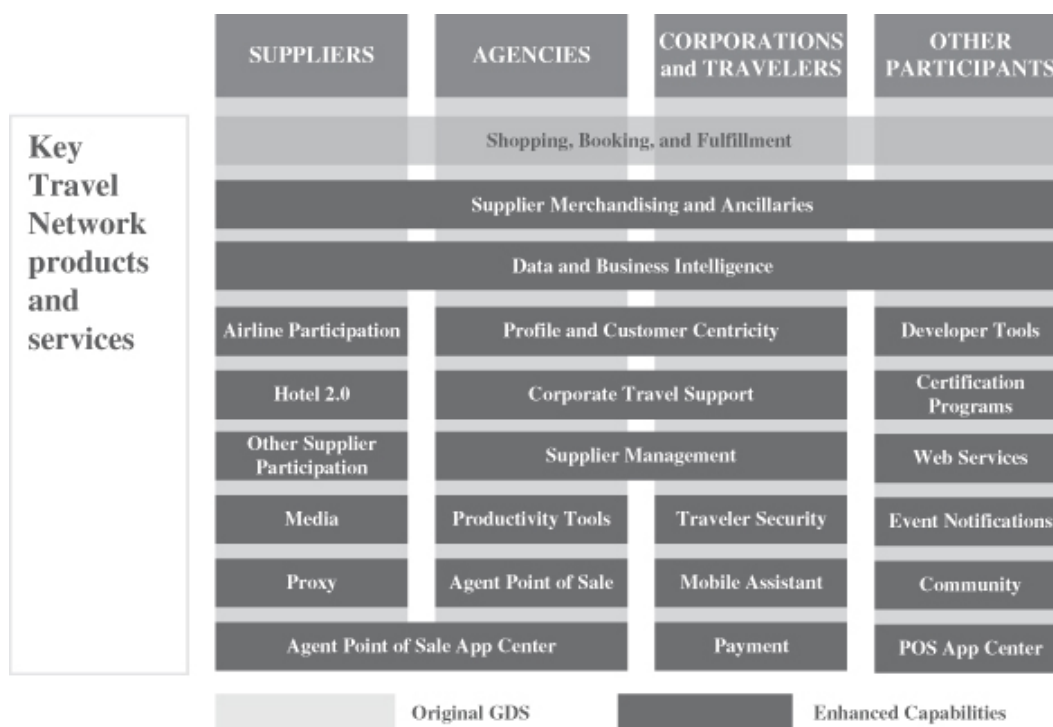 SUPPLIERS
AGENCIES
CORPORATIONS
and TRAVELERS
OTHER
PARTICIPANTS
Key
Travel
Network
products
and
services
Shopping, Booking, and Fulfillment
Supplier Merchandising and Ancillaries
Data and Business Intelligence
Airline Participation
Profile and Customer Centricity
Developer Tools
Hotel 2.0
Corporate Travel Support
Certification
Programs
Other Supplier
Participation
Supplier Management
Web Services
Media
Productivity Tools
Traveler Security
Event Notifications
Proxy
Agent Point of Sale
Mobile Assistant
Community
Agent Point of Sale App Center
Payment
POS App Center
Original GDS
Enhanced Capabilities